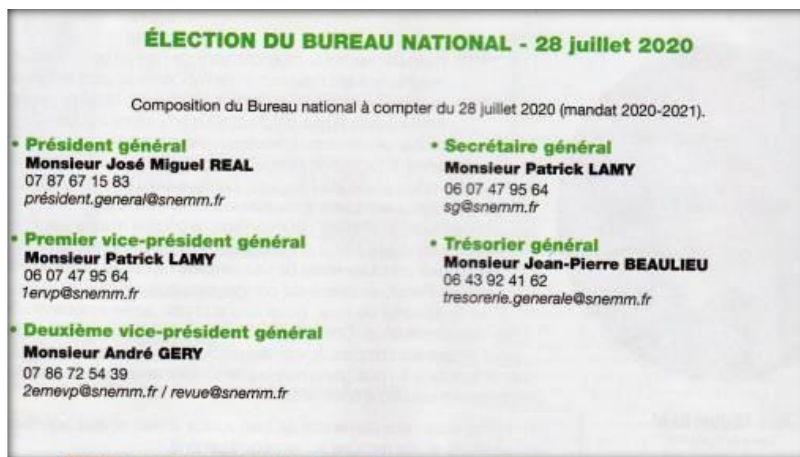 ÉLECTION DU BUREAU NATIONAL - 28 juillet 2020
Composition du Bureau national à compter du 28 juillet 2020 (mandat 2020-2021).
• Président général
Monsieur José Miguel REAL
07 87 67 15 83
président.general@snemm.fr
• Premier vice-président général
Monsieur Patrick LAMY
06 07 47 95 64
1ervp@snemm.fr
• Deuxième vice-président général
Monsieur André GERY
07 86 72 54 39
2emevp@snemm.fr / revue@snemm.fr
• Secrétaire général
Monsieur Patrick LAMY
06 07 47 95 64
sg@snemm.fr
• Trésorier général
Monsieur Jean-Pierre BEAULIEU
06 43 92 41 62
tresorerie.generale@snemm.fr